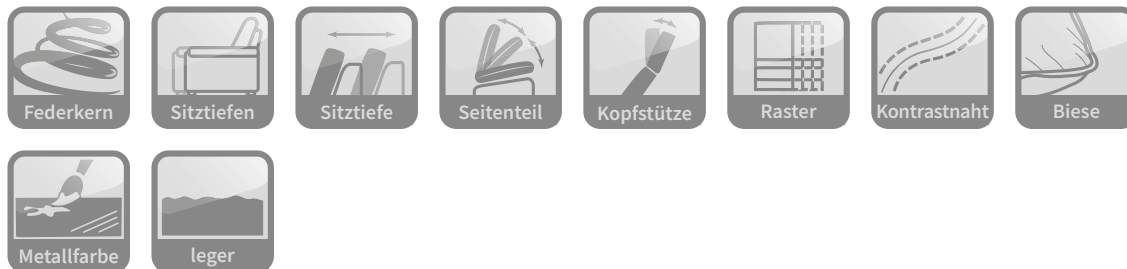 Federkern
Sitztiefen
Sitztiefe
Seitenteil
Kopfstütze
Raster
Kontrastnaht
Biese
Metallfarbe
leger